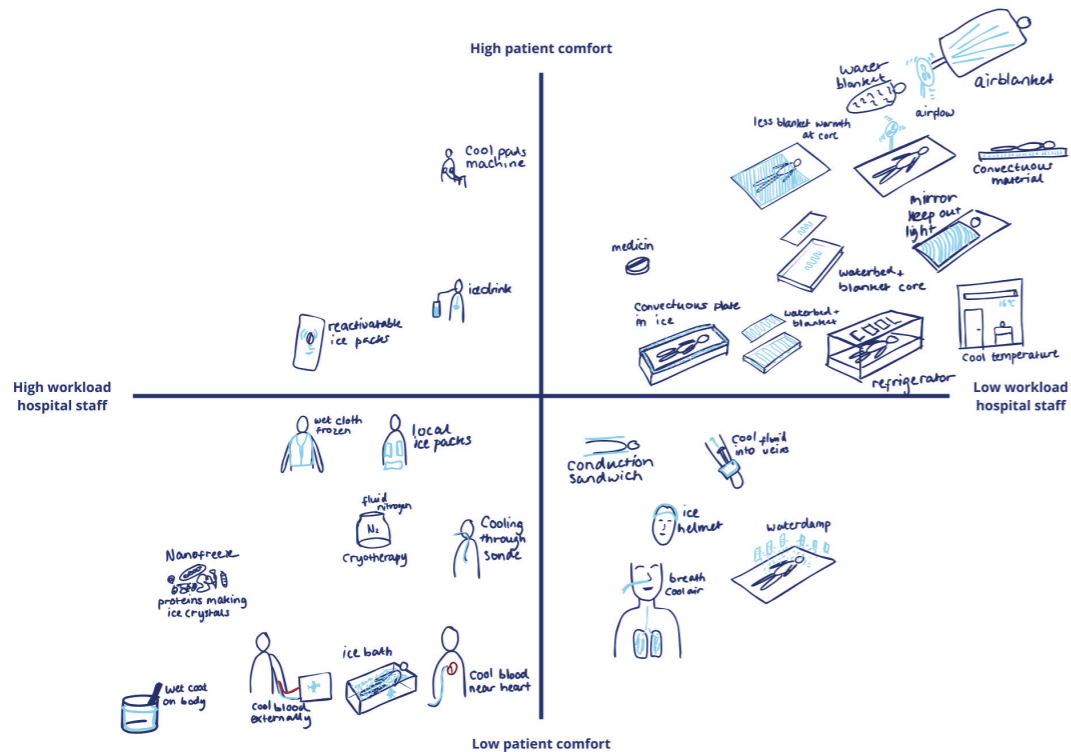 High patient comfort
water
blanket
airblanket
airflow
less blanket warmth
at core
Cool pads
machine
Convectuous
material
mirror
keep out
light
medicin
waterbed+
blanket core
icedrink
reactivatable
ice packs
Convectuous plate
in ice
waterbed+
blanket
COOL
refrigerator
16°C
Cool temperature
High workload
hospital staff
Low workload
hospital staff
wet cloth
frozen
local
ice packs
conduction
sandwich
Cool fluid
into veins
fluid
nitrogen
N2
Cryotherapy
Cooling
through
sonde
ice
helmet
waterdamp
Nanofreeze
proteins making
ice crystals
breath
Cool air
wet coat
on body
Cool blood
externally
ice bath
Cool blood
near heart
Low patient comfort